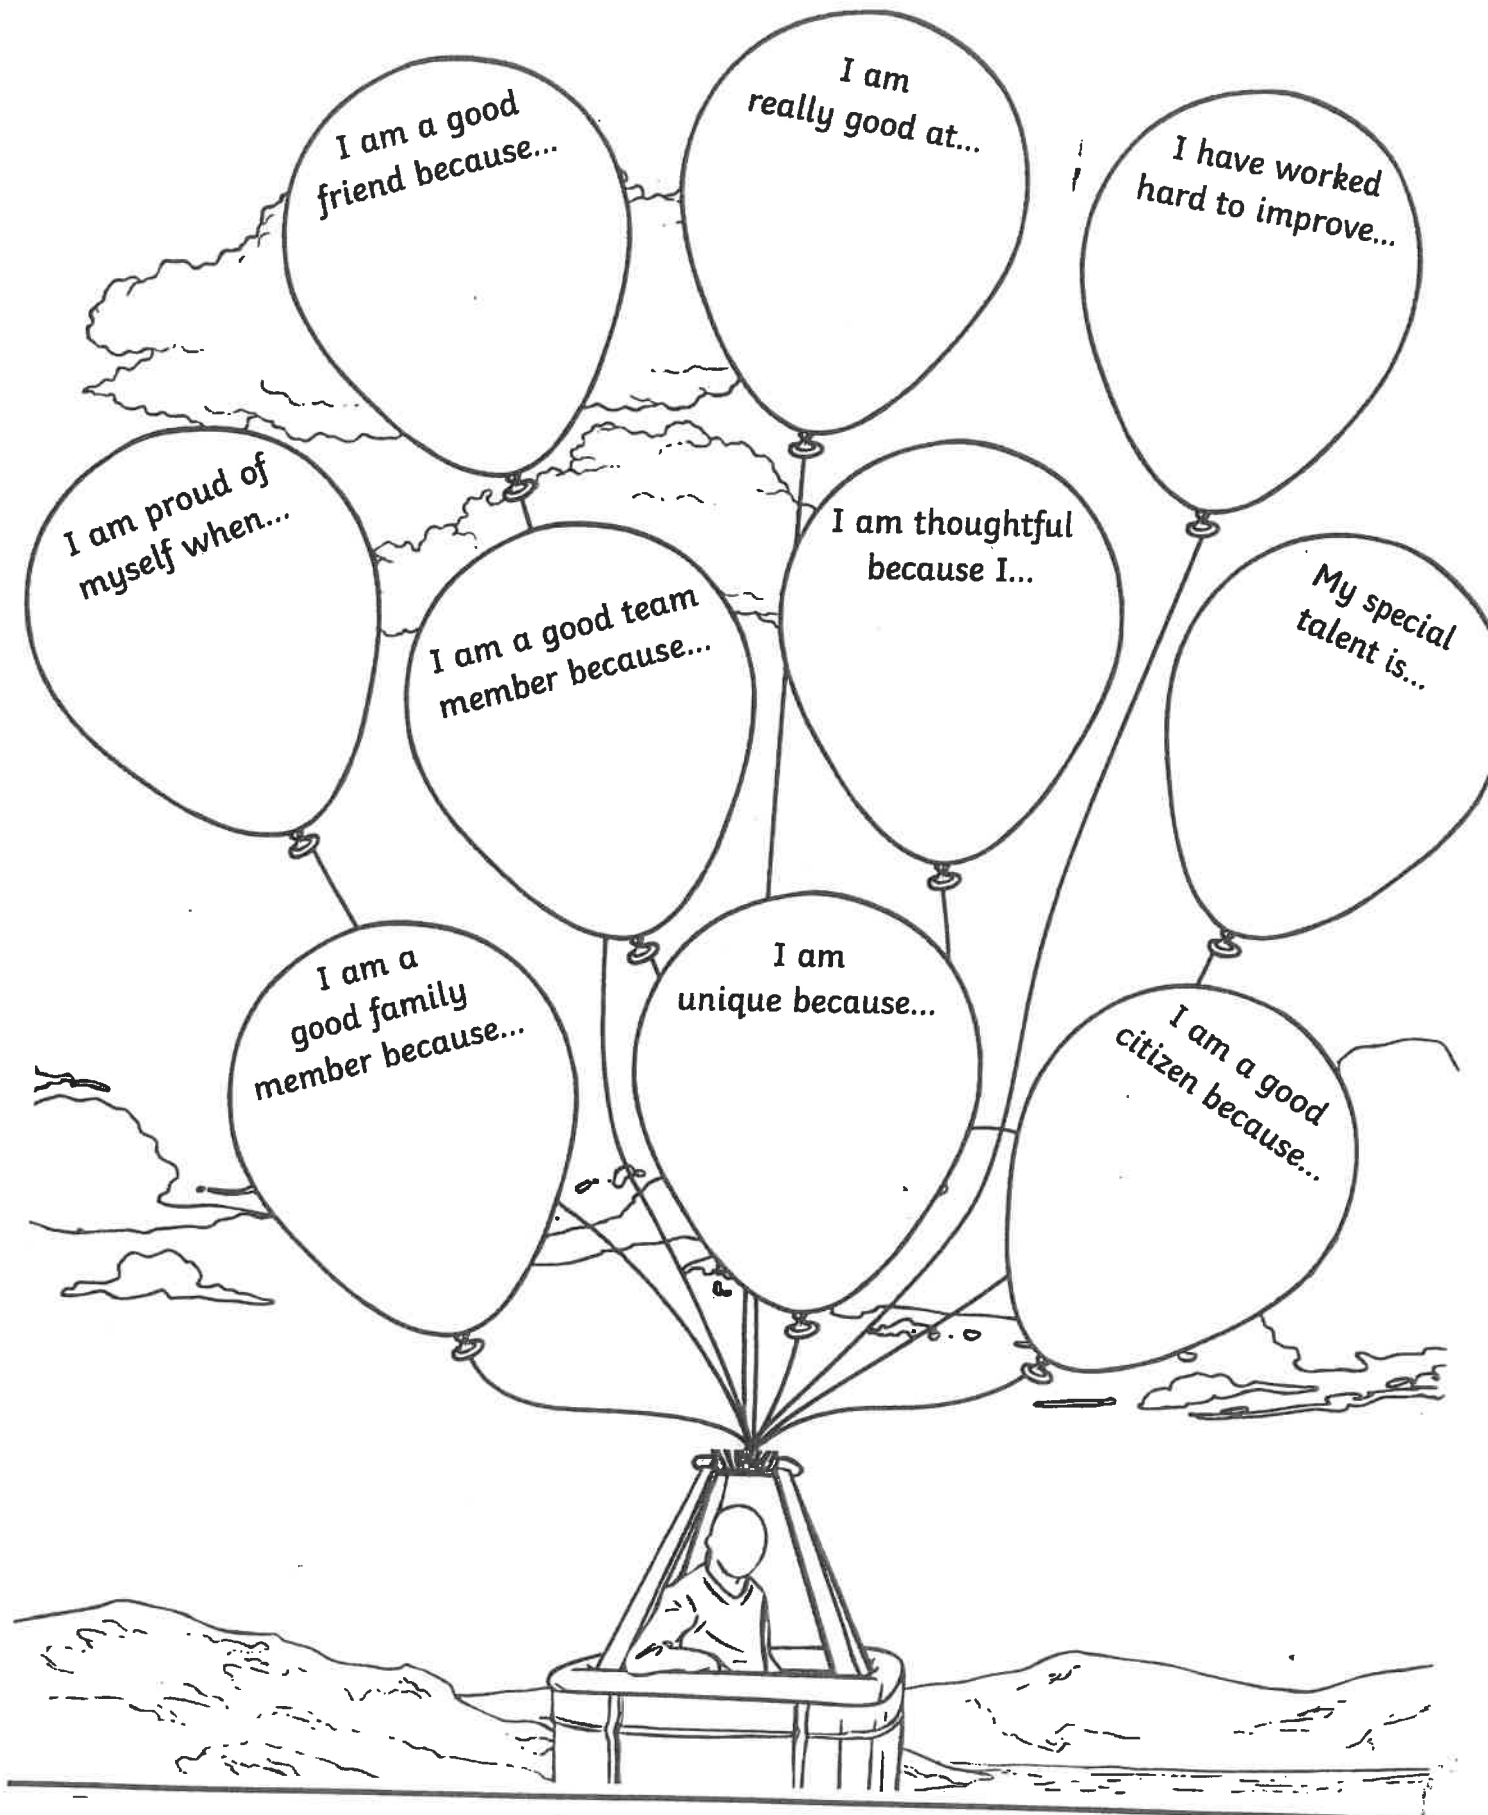 I am a good
friend because...
I am
really good at...
I have worked
hard to improve...
I am proud of
myself when...
I am a good team
member because...
I am thoughtful
because I...
My special
talent is...
I am a
good family
member because...
I am
unique because...
I am a good
citizen because...